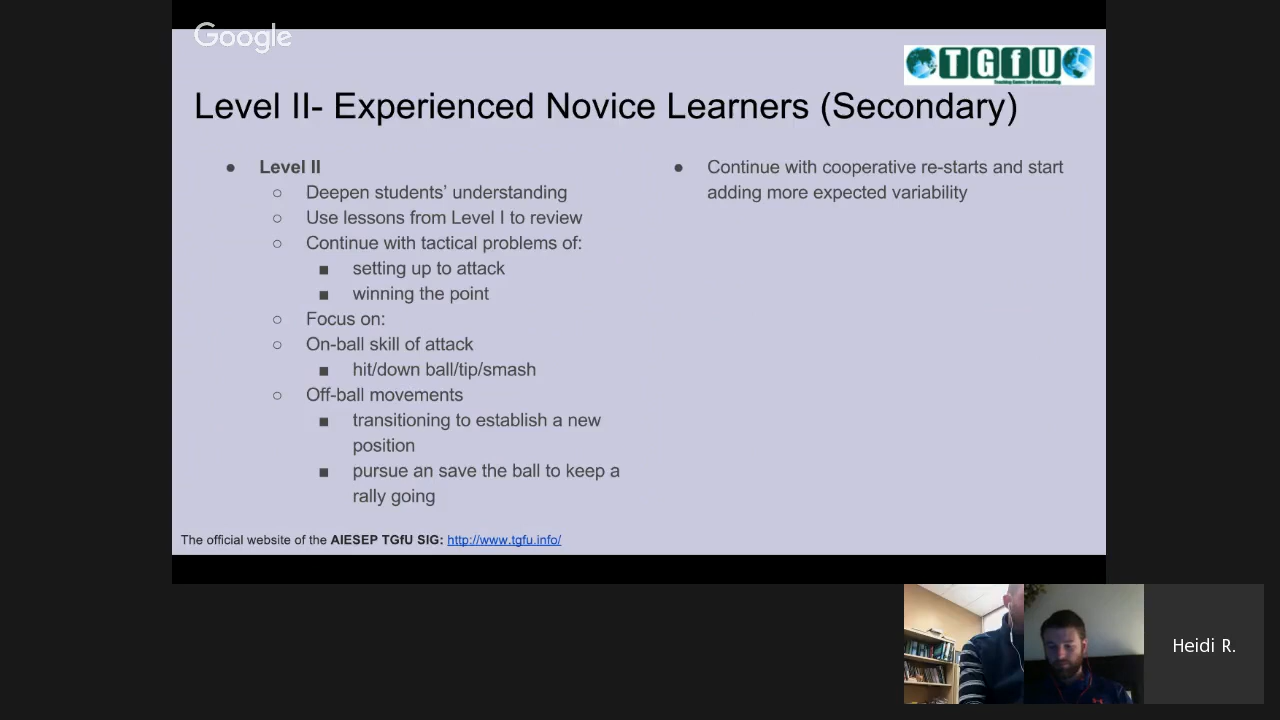 Google
TGfU
Teaching Games for Understanding
Level II- Experienced Novice Learners (Secondary)
● Level II
○ Deepen students’ understanding
○ Use lessons from Level I to review
○ Continue with tactical problems of:
■ setting up to attack
■ winning the point
○ Focus on:
○ On-ball skill of attack
■ hit/down ball/tip/smash
○ Off-ball movements
■ transitioning to establish a new
position
■ pursue an save the ball to keep a
rally going
● Continue with cooperative re-starts and start
adding more expected variability
The official website of the AIESEP TGfU SIG: http://www.tgfu.info/
Heidi R.